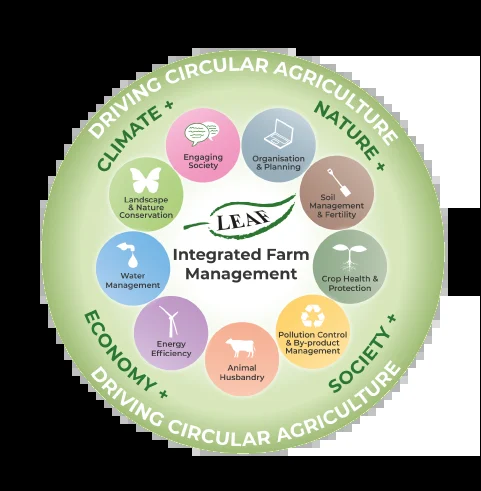 DRIVING CIRCULAR AGRICULTURE
CLIMATE +
NATURE +
Engaging
Society
Organisation
& Planning
Landscape
& Nature
Conservation
Soil
Management
& Fertility
LEAF
Integrated Farm
Management
Water
Management
Crop Health &
Protection
Energy
Efficiency
Pollution Control
& By-product
Management
Animal
Husbandry
ECONOMY +
SOCIETY +
DRIVING CIRCULAR AGRICULTURE